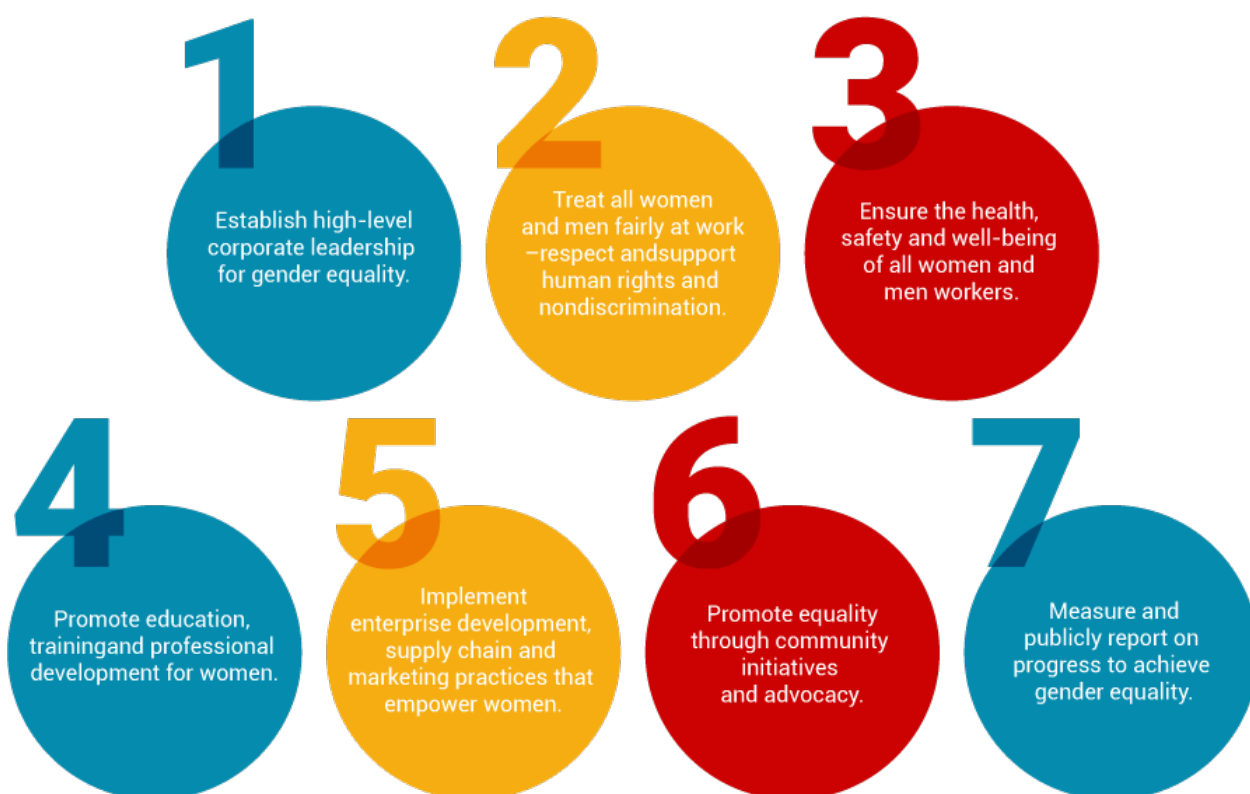 1
Establish high-level
corporate leadership
for gender equality.
2
Treat all women
and men fairly at work
–respect andsupport
human rights and
nondiscrimination.
3
Ensure the health,
safety and well-being
of all women and
men workers.
4
Promote education,
trainingand professional
development for women.
5
Implement
enterprise development,
supply chain and
marketing practices that
empower women.
6
Promote equality
through community
initiatives
and advocacy.
7
Measure and
publicly report on
progress to achieve
gender equality.